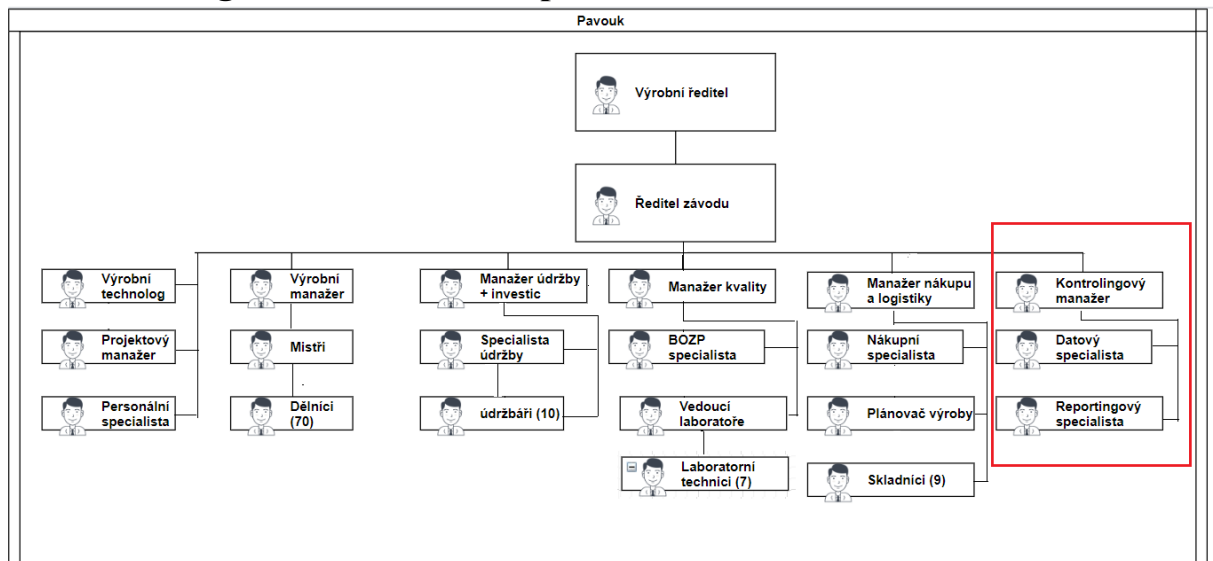 Pavouk
Výrobní ředitel
Ředitel závodu
Výrobní
technolog
Výrobní
manažer
Manažer údržby
+ investic
Manažer kvality
Manažer nákupu
a logistiky
Kontrolingový
manažer
Projektový
manažer
Mistři
Specialista
údržby
BOZP
specialista
Nákupní
specialista
Datový
specialista
Personální
specialista
Dělníci
(70)
údržbáři (10)
Vedoucí
laboratoře
Plánovač výroby
Reportingový
specialista
Laboratorní
technici (7)
Skladníci (9)